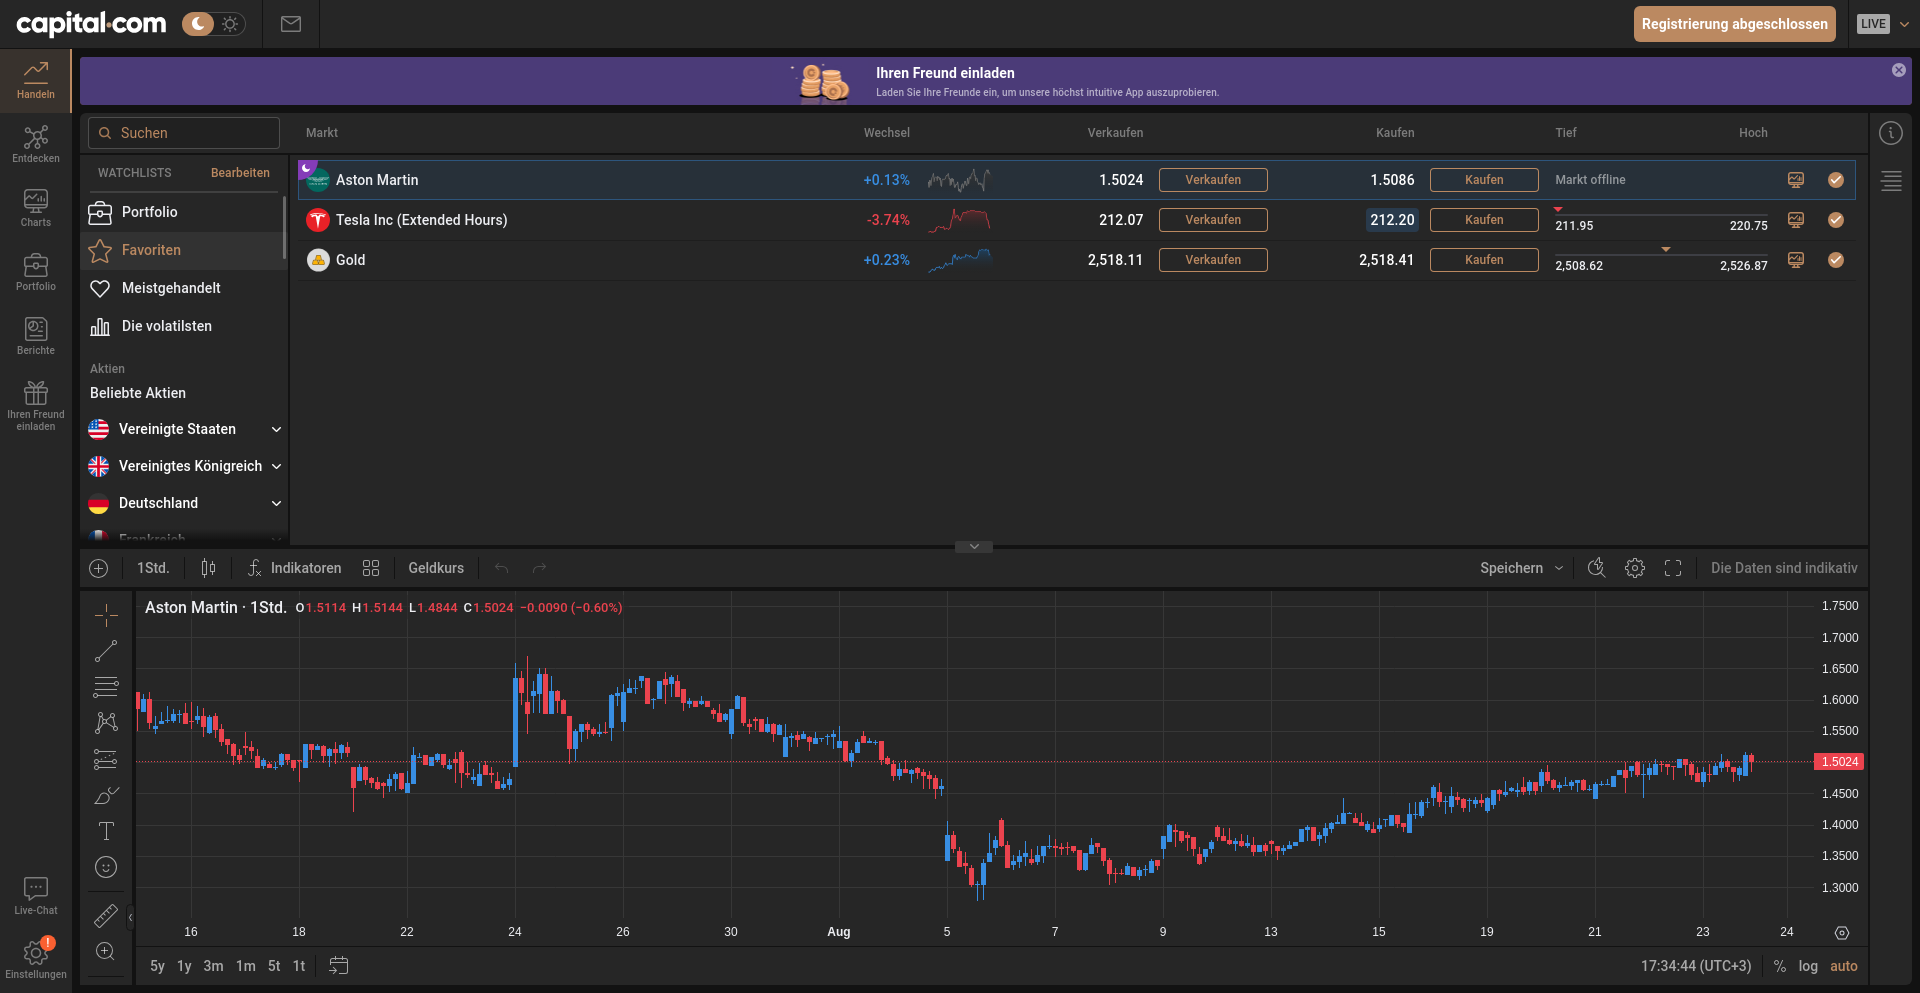 capital.com
Registrierung abgeschlossen
LIVE
Handeln
Ihren Freund einladen
Laden Sie Ihre Freunde ein, um unsere höchst intuitive App auszuprobieren.
Entdecken
Charts
Portfolio
Berichte
Ihren Freund
einladen
Live-Chat
!
Einstellungen
Suchen
WATCHLISTS
Bearbeiten
Portfolio
Favoriten
Meistgehandelt
Die volatilsten
Aktien
Beliebte Aktien
Vereinigte Staaten
Vereinigtes Königreich
Deutschland
Frankreich
Markt Wechsel Verkaufen Kaufen Tief Hoch
Aston Martin +0.13% 1.5024 Verkaufen 1.5086 Kaufen Markt offline
Tesla Inc (Extended Hours) -3.74% 212.07 Verkaufen 212.20 Kaufen 211.95 220.75
Gold +0.23% 2,518.11 Verkaufen 2,518.41 Kaufen 2,508.62 2,526.87
1Std. Indikatoren Geldkurs Speichern Die Daten sind indikativ
Aston Martin · 1Std. O1.5114 H1.5144 L1.4844 C1.5024 −0.0090 (−0.60%)
1.7500
1.7000
1.6500
1.6000
1.5500
1.5024
1.4500
1.4000
1.3500
1.3000
16 18 22 24 26 30 Aug 5 7 9 13 15 19 21 23 24
5y 1y 3m 1m 5t 1t 17:34:44 (UTC+3) % log auto